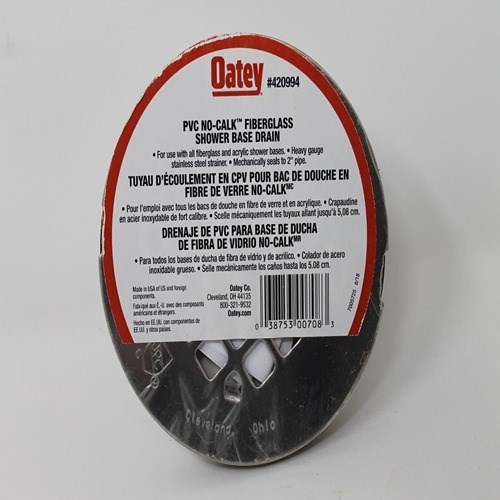 Oatey #420994
PVC NO-CALK™ FIBERGLASS
SHOWER BASE DRAIN
• For use with all fiberglass and acrylic shower bases. • Heavy gauge
stainless steel strainer. • Mechanically seals to 2" pipe.
TUYAU D'ÉCOULEMENT EN CPV POUR BAC DE DOUCHE EN
FIBRE DE VERRE NO-CALKMC
• Pour l'emploi avec tous les bacs de douche en fibre de verre et en acrylique. • Crapaudine
en acier inoxydable de fort calibre. • Scelle mécaniquement les tuyaux allant jusqu'à 5,08 cm.
DRENAJE DE PVC PARA BASE DE DUCHA
DE FIBRA DE VIDRIO NO-CALKMR
• Para todos los bases de ducha de fibra de vidrio y de acrílico. • Colador de acero
inoxidable grueso. • Selle mecánicamente los caños hasta los 5.08 cm.
Made in USA of US and foreign
components.
Fabriqué aux É.-U. avec des composants
américains et étrangers.
Hecho en EE.UU. con componentes de
EE.UU. y otros países.
Oatey Co.
Cleveland, OH 44135
800-321-9532
Oatey.com
0 38753 00708 3
700S725 8/18
Cleveland, Ohio